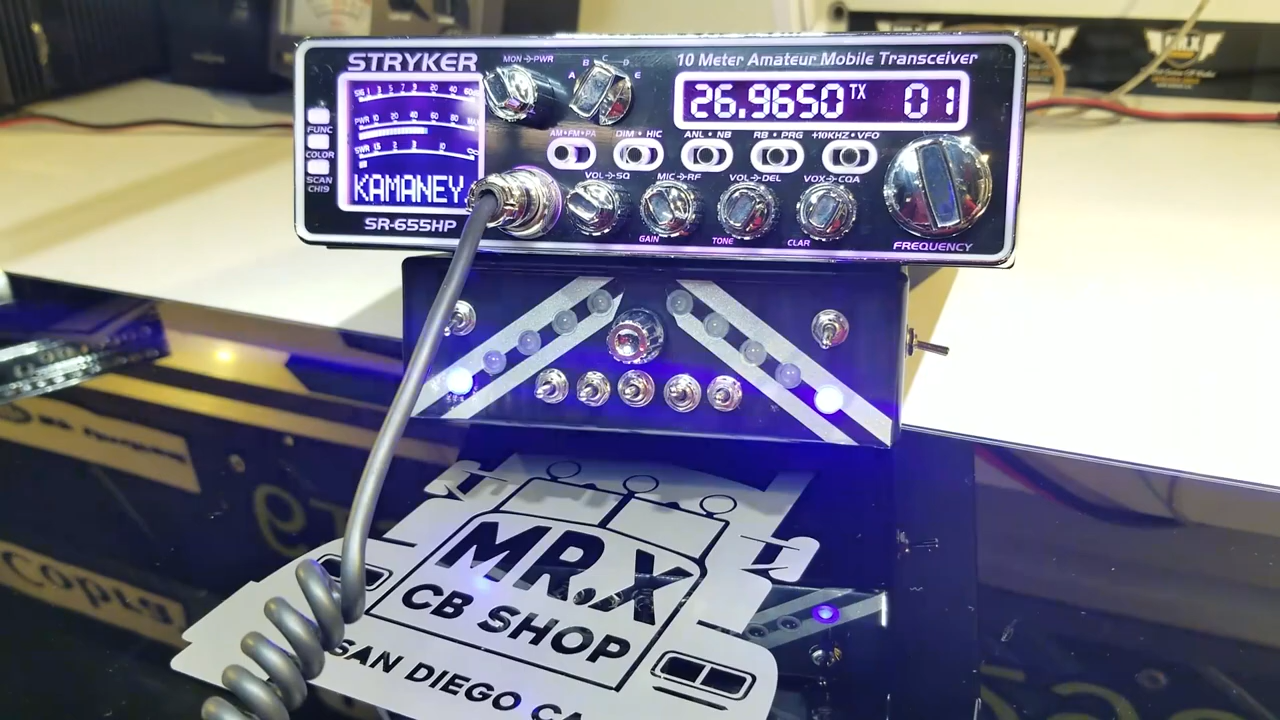 STRYKER
MON PWR
A B C D E
10 Meter Amateur Mobile Transceiver
SIG 1 3 5 7 9 20 40 60
PWR 10 20 40 60 80 MAX
SWR 1.5 2 3 10 ∞
KAMANEY
SR-655HP
FUNC
COLOR
SCAN
CH19
26.9650 TX 01
AM•FM•PA
DIM • HIC
ANL • NB
RB • PRG
+10KHZ•VFO
VOL SQ
MIC RF
VOL DEL
VOX CQA
GAIN
TONE
CLAR
FREQUENCY
MR.X
CB SHOP
SAN DIEGO CA
Copra